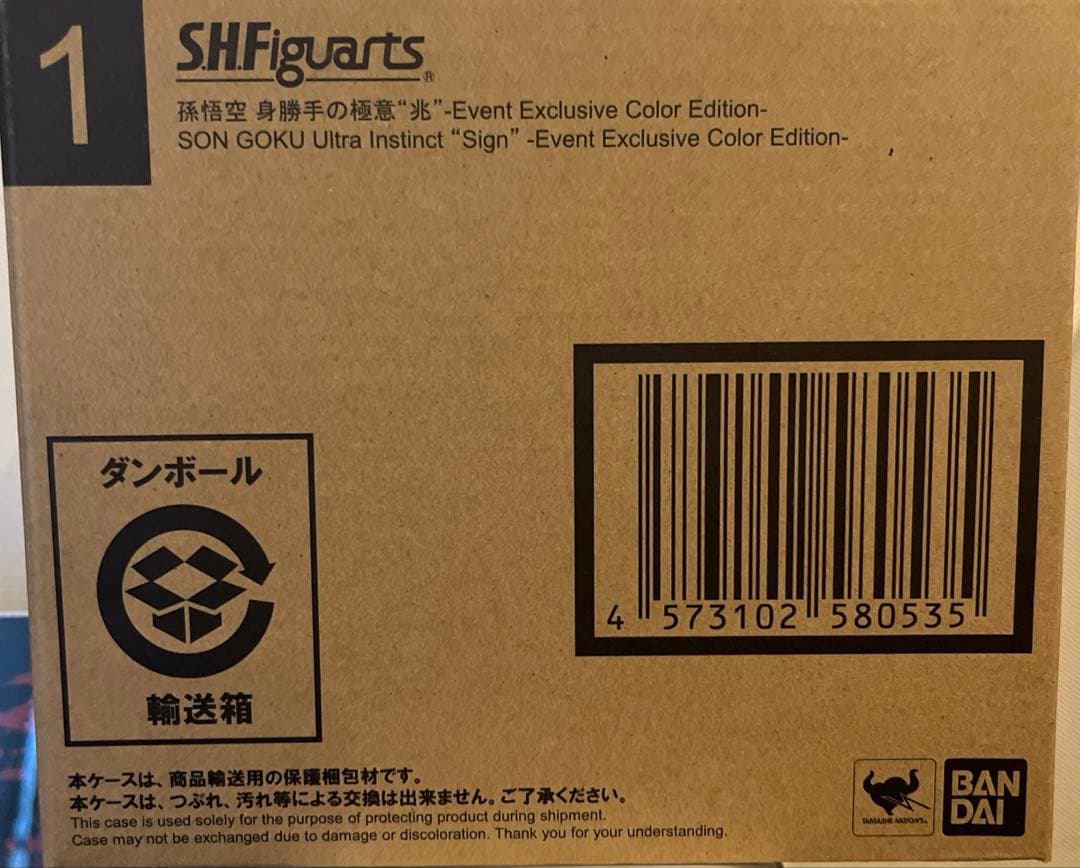 1
S.H.Figuarts®
孫悟空 身勝手の極意“兆”-Event Exclusive Color Edition-
SON GOKU Ultra Instinct “Sign” -Event Exclusive Color Edition-
4 573102 580535
ダンボール
輸送箱
本ケースは、商品輸送用の保護梱包材です。
本ケースは、つぶれ、汚れ等による交換は出来ません。ご了承ください。
This case is used solely for the purpose of protecting product during shipment.
Case may not be exchanged due to damage or discoloration. Thank you for your understanding.
TAMASHII NATIONS
BAN
DAI